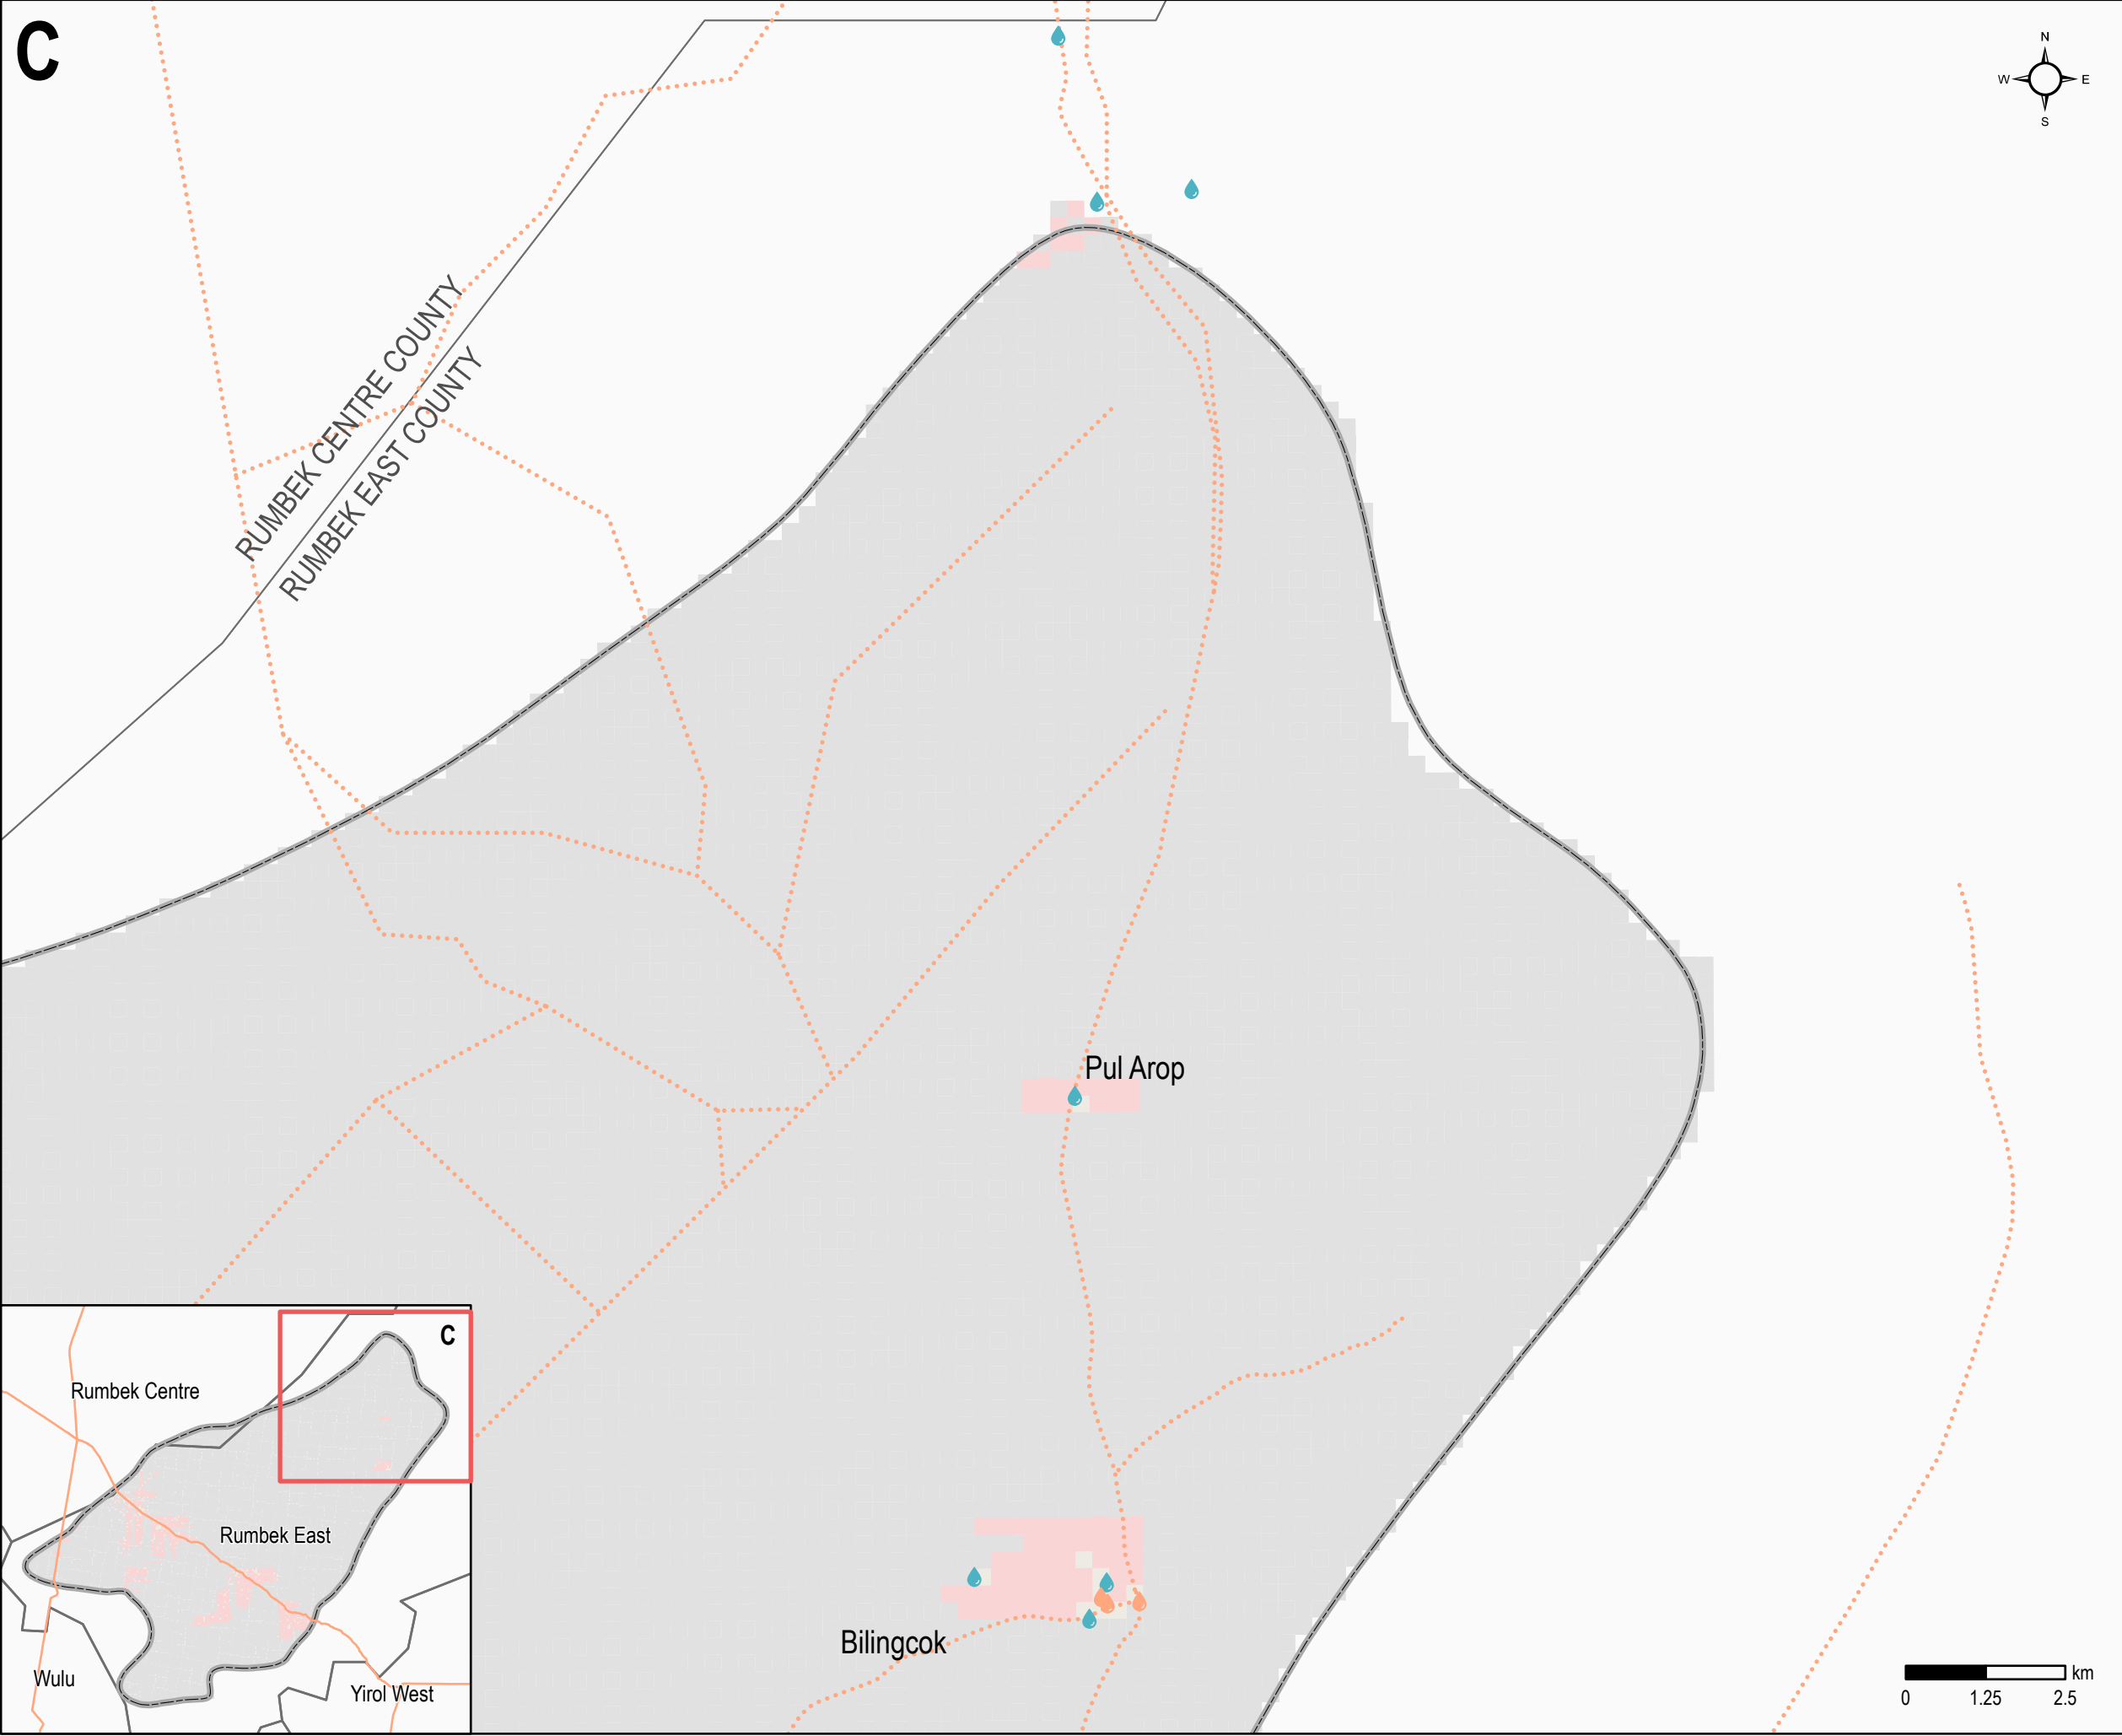 C
N
W E
S
RUMBEK CENTRE COUNTY
RUMBEK EAST COUNTY
Pul Arop
Bilingcok
C
Rumbek Centre
Rumbek East
Wulu
Yirol West
km
0 1.25 2.5